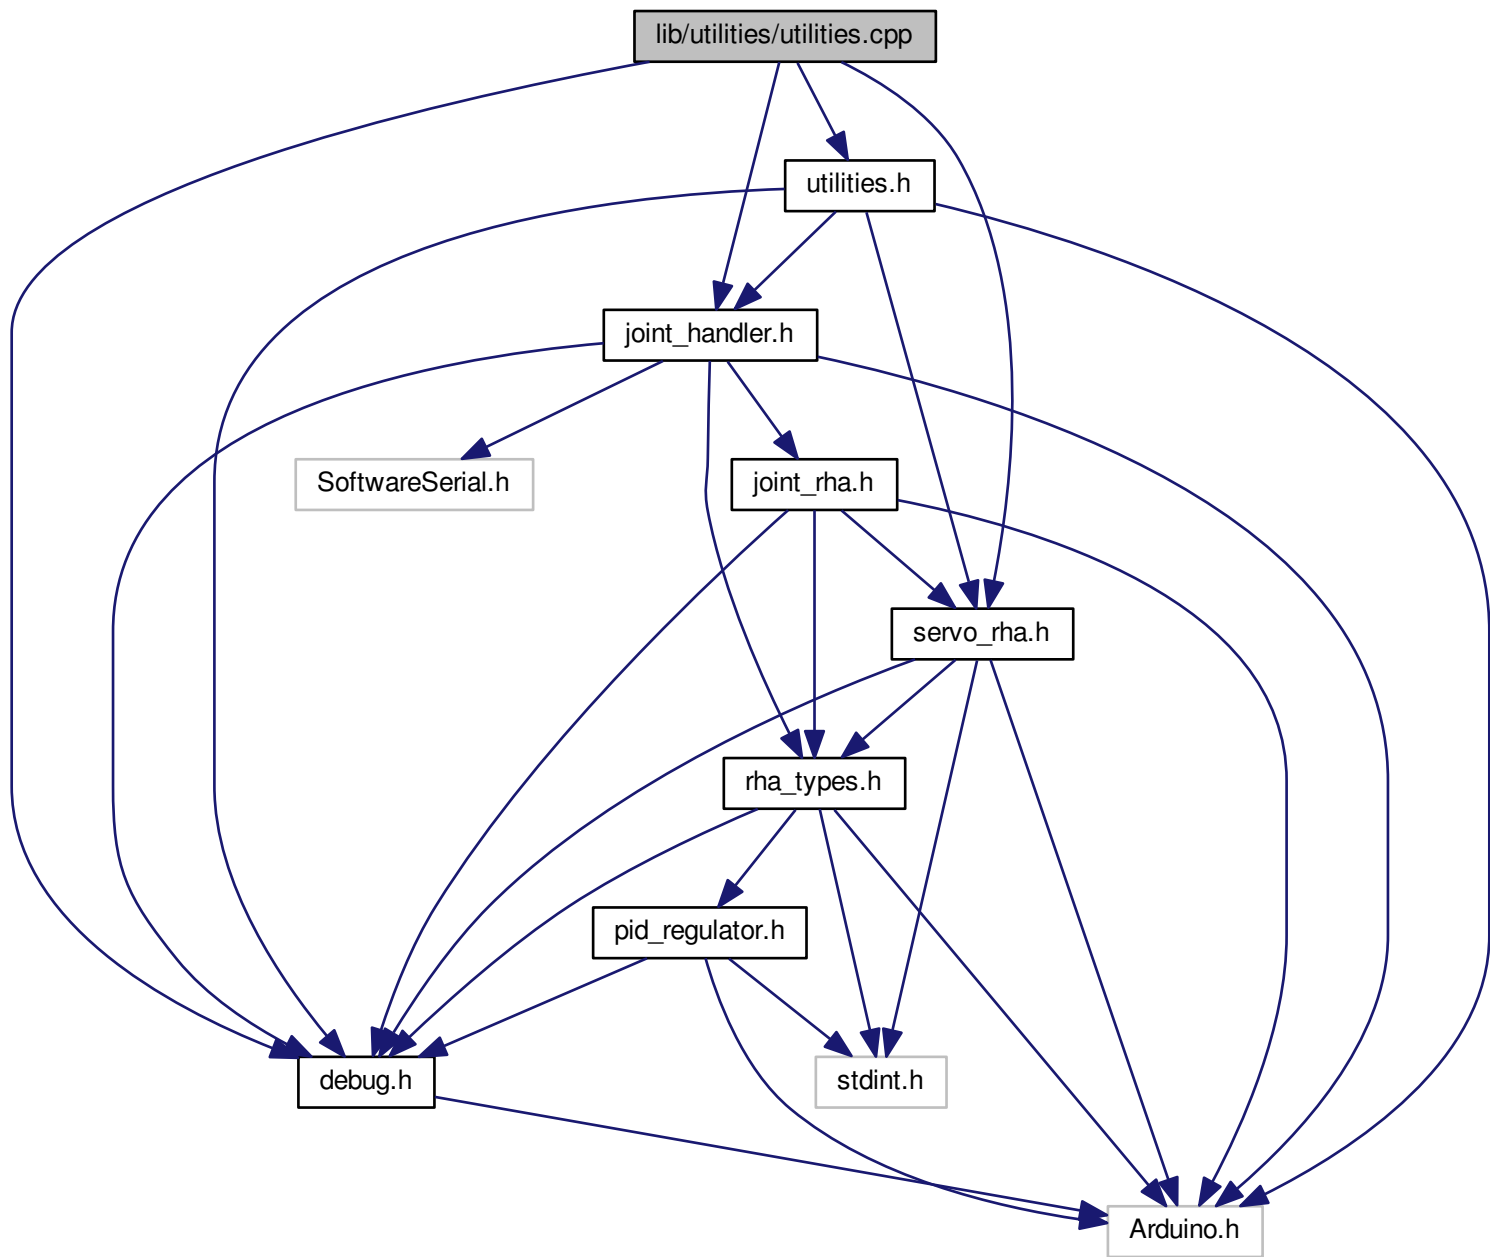 lib/utilities/utilities.cpp
utilities.h
joint_handler.h
SoftwareSerial.h
joint_rha.h
servo_rha.h
rha_types.h
pid_regulator.h
debug.h
stdint.h
Arduino.h